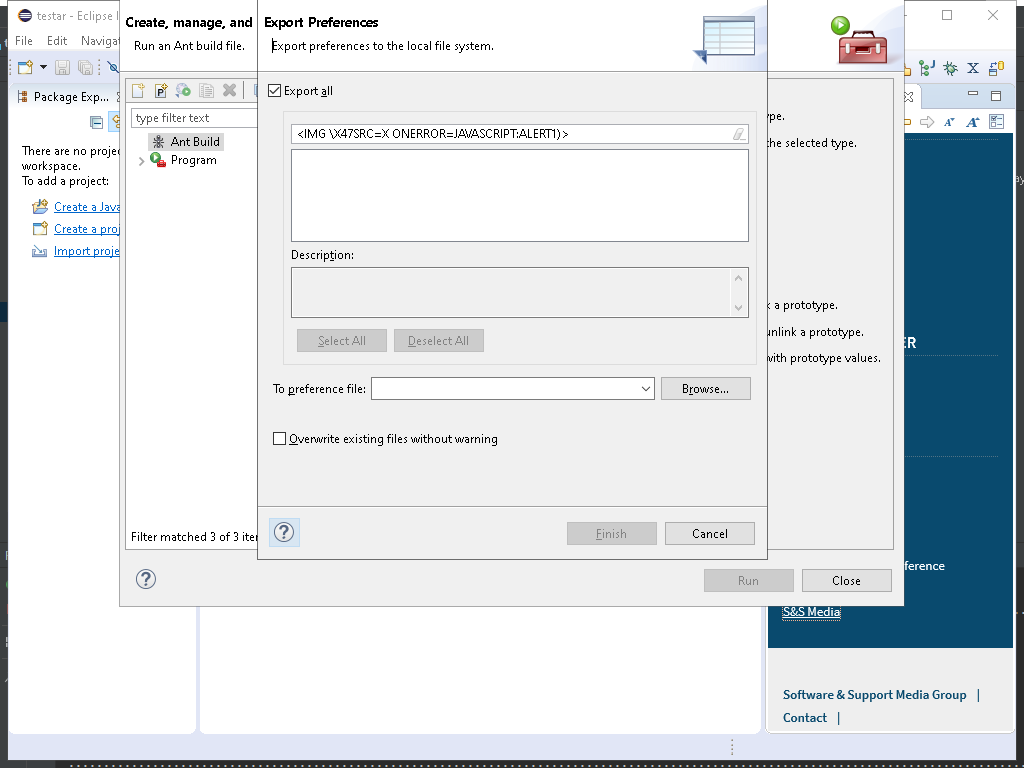 testar - Eclipse I
File Edit Navigat
Package Exp...
There are no proje
workspace.
To add a project:
Create a Java
Create a proj
Import proje
Create, manage, and
Run an Ant build file.
type filter text
Ant Build
Program
Filter matched 3 of 3 iter
Export Preferences
Export preferences to the local file system.
Export all
<IMG \X47SRC=X ONERROR=JAVASCRIPT:ALERT1)>
Description:
Select All Deselect All
To preference file: Browse...
Overwrite existing files without warning
Finish Cancel
ype.
the selected type.
k a prototype.
unlink a prototype.
with prototype values.
Run Close
ER
ference
S&S Media
Software & Support Media Group |
Contact |